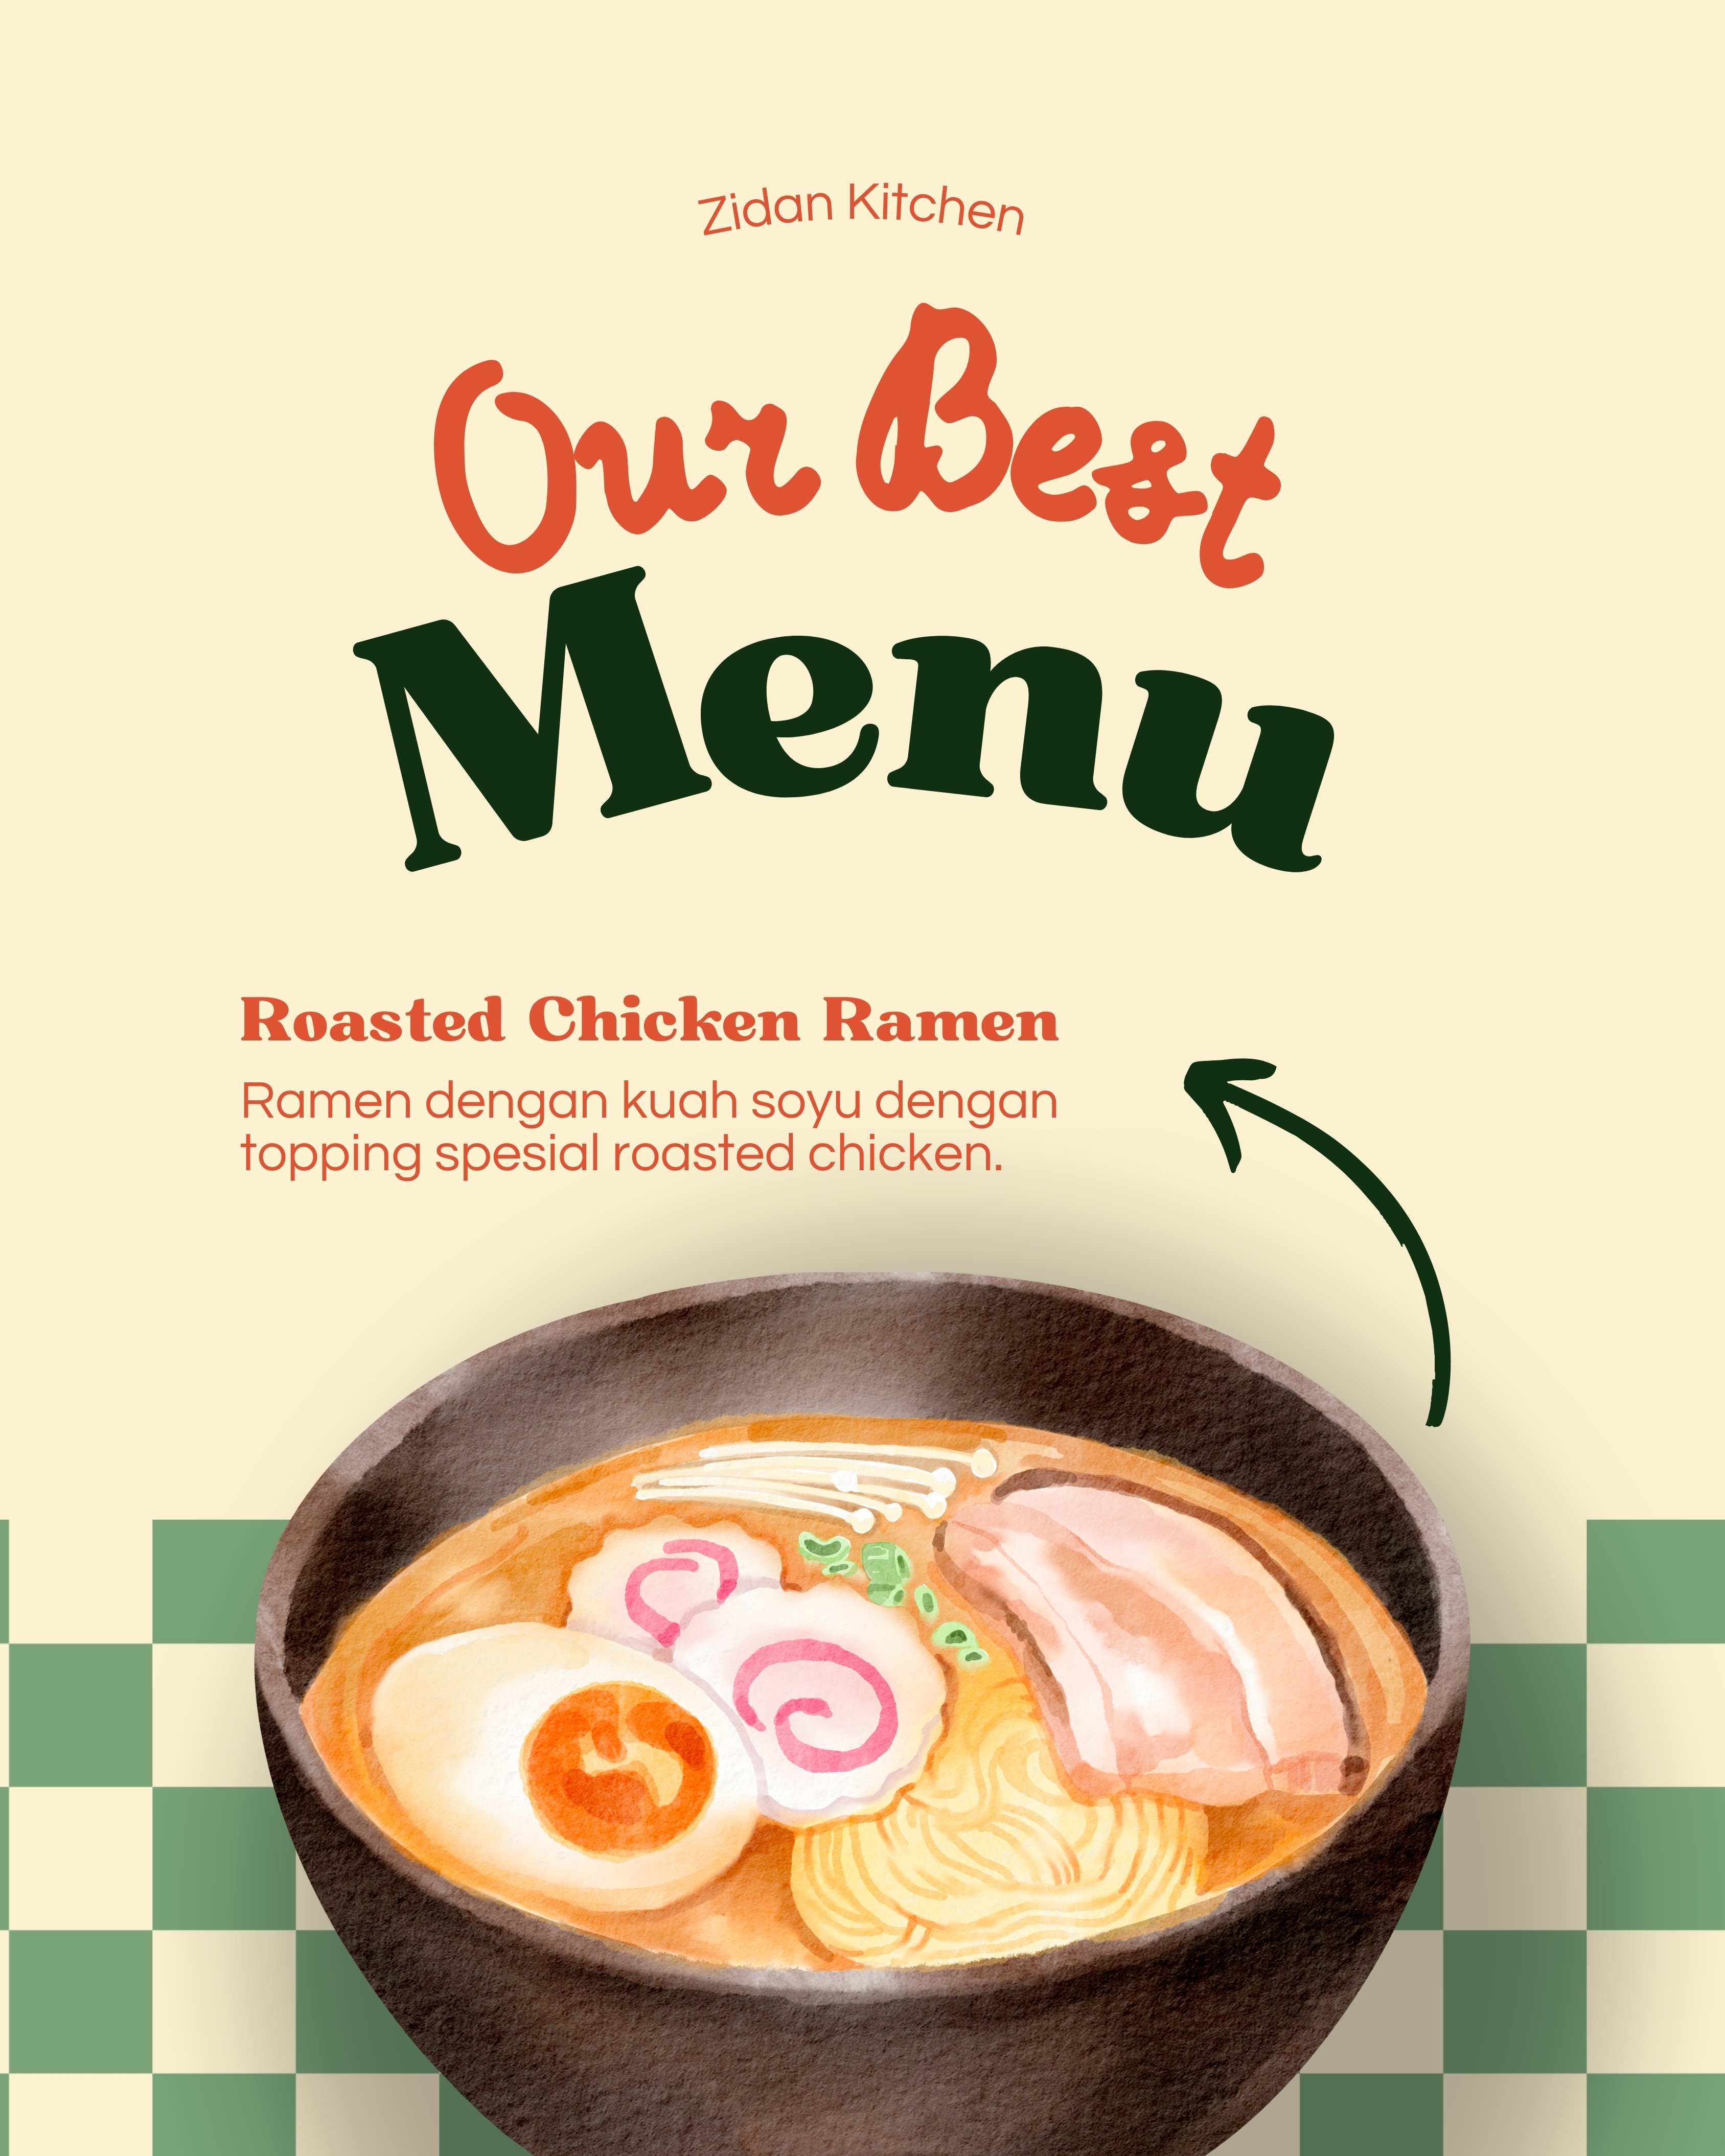 Zidan Kitchen
Our Best
Menu
Roasted Chicken Ramen
Ramen dengan kuah soyu dengan
topping spesial roasted chicken.